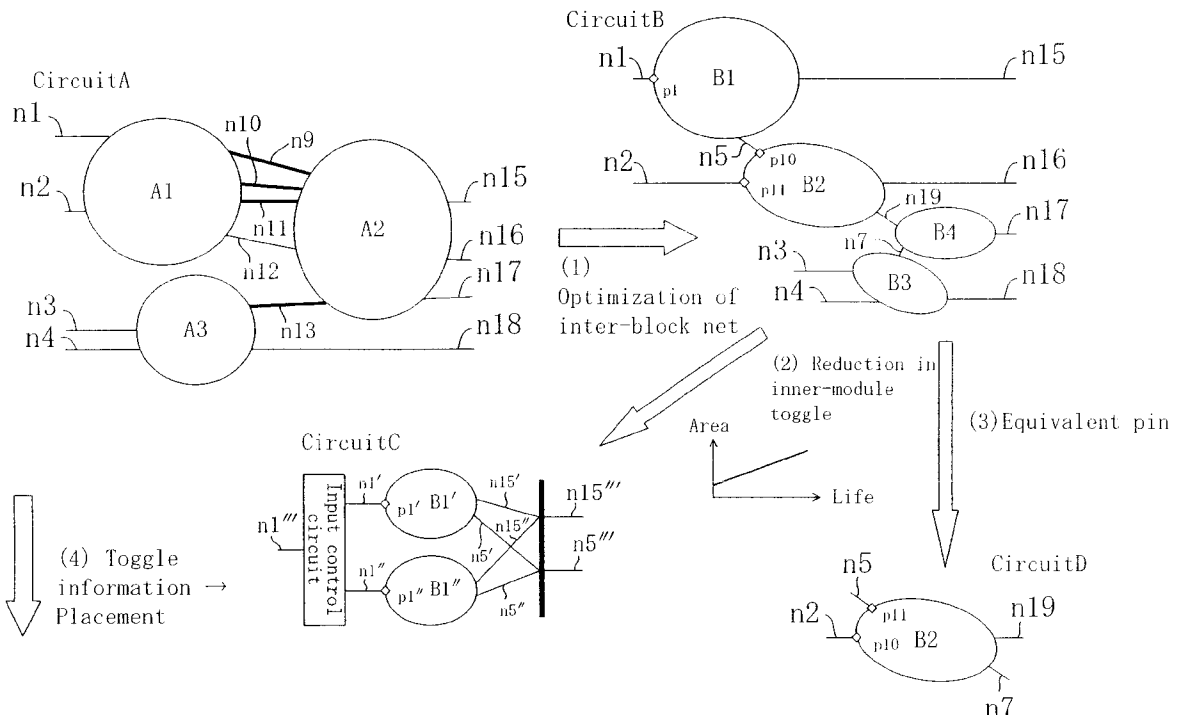 CircuitA
n1
n2
n10
n9
A1
n11
n12
A2
n15
n16
n17
n3
n4
A3
n13
n18
(1)
Optimization of
inter-block net
CircuitB
n1
p1
B1
n15
n5
p10
n2
p11
B2
n16
n19
B4
n17
n7
n3
n4
B3
n18
(2) Reduction in
inner-module
toggle
Area
Life
(3)Equivalent pin
(4) Toggle
information →
Placement
CircuitC
n1‴
Input control
circuit
n1′
p1′ B1′
n15′
n15″
n5′
n1″
p1″ B1″
n5″
n15‴
n5‴
CircuitD
n5
p11
n2
p10
B2
n19
n7